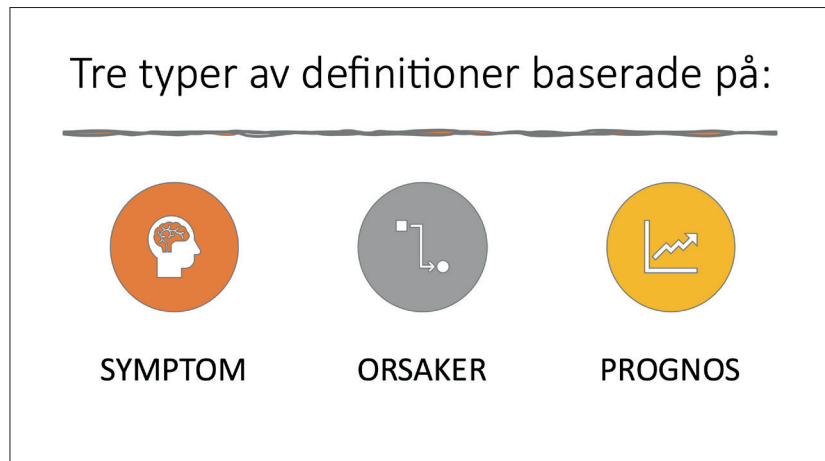 Tre typer av definitioner baserade på:
SYMPTOM
ORSAKER
PROGNOS